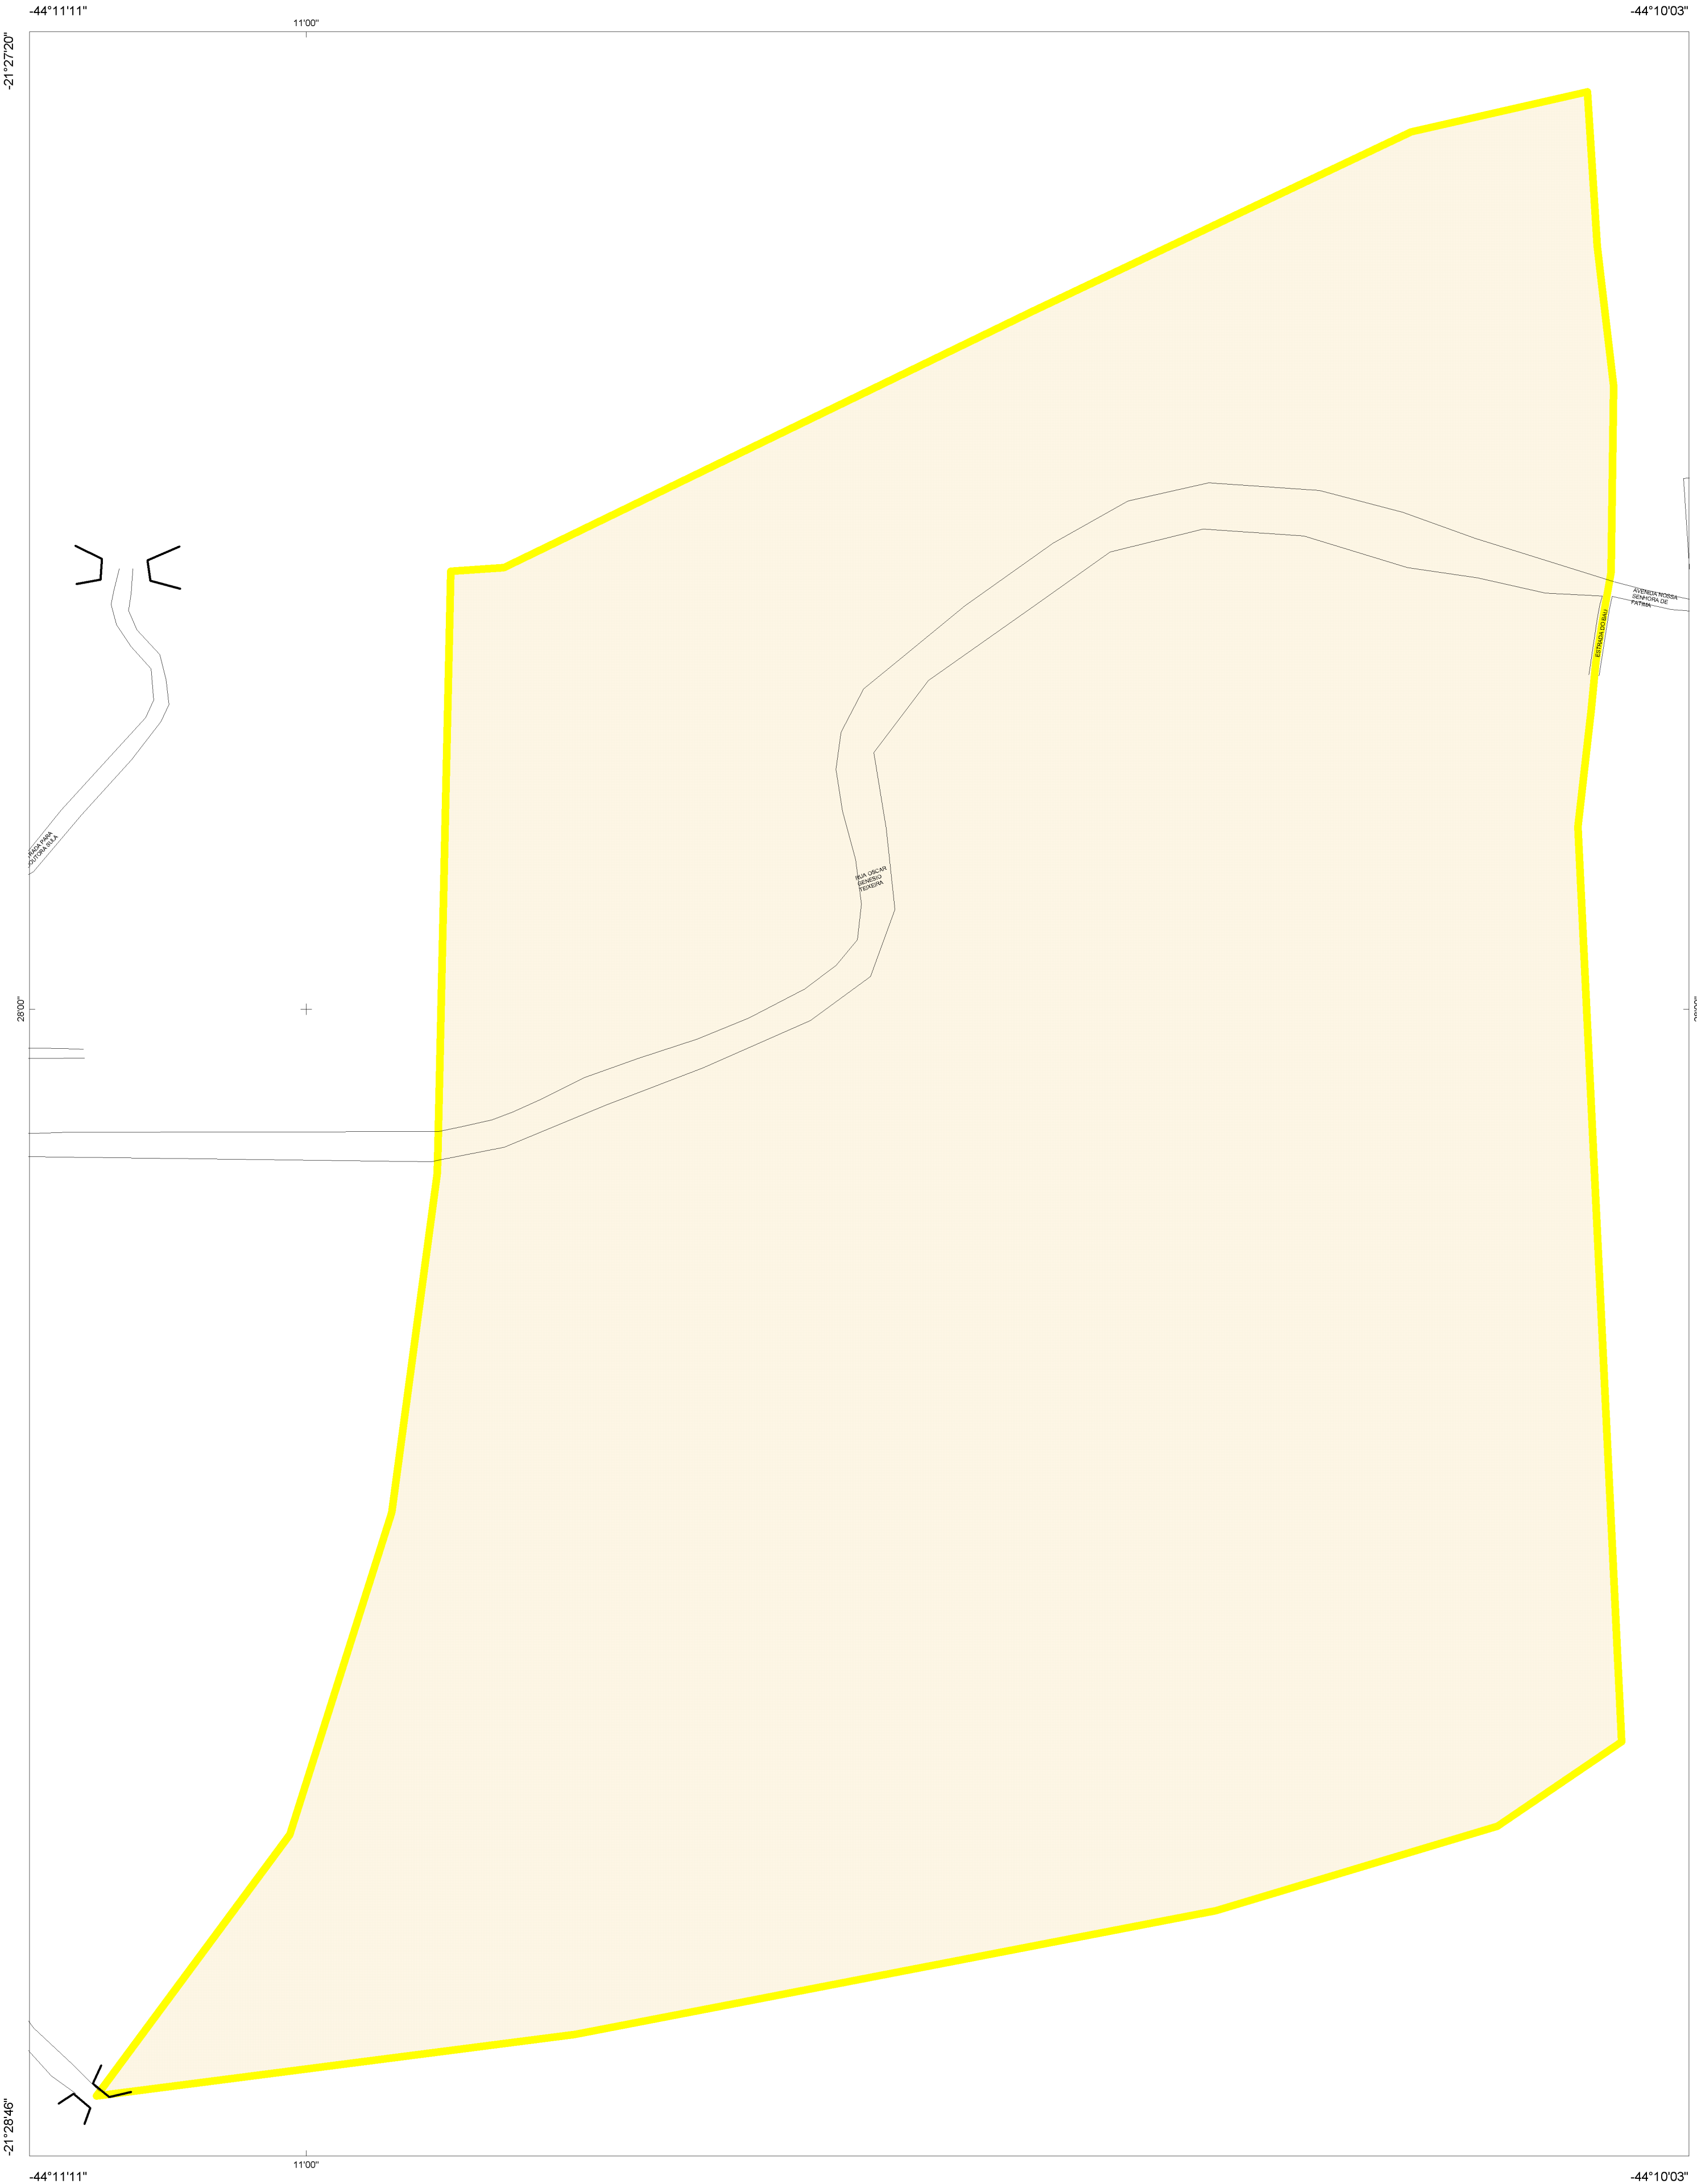 -44°11'11"
-44°10'03"
11'00"
-21°27'20"
AVENIDA NOSSA
SENHORA DE
FATIMA
ESTRADA DO BAU
RUA OSCAR
GENESIO
TEIXEIRA
28'00"
-21°28'46"
-44°11'11"
11'00"
-44°10'03"